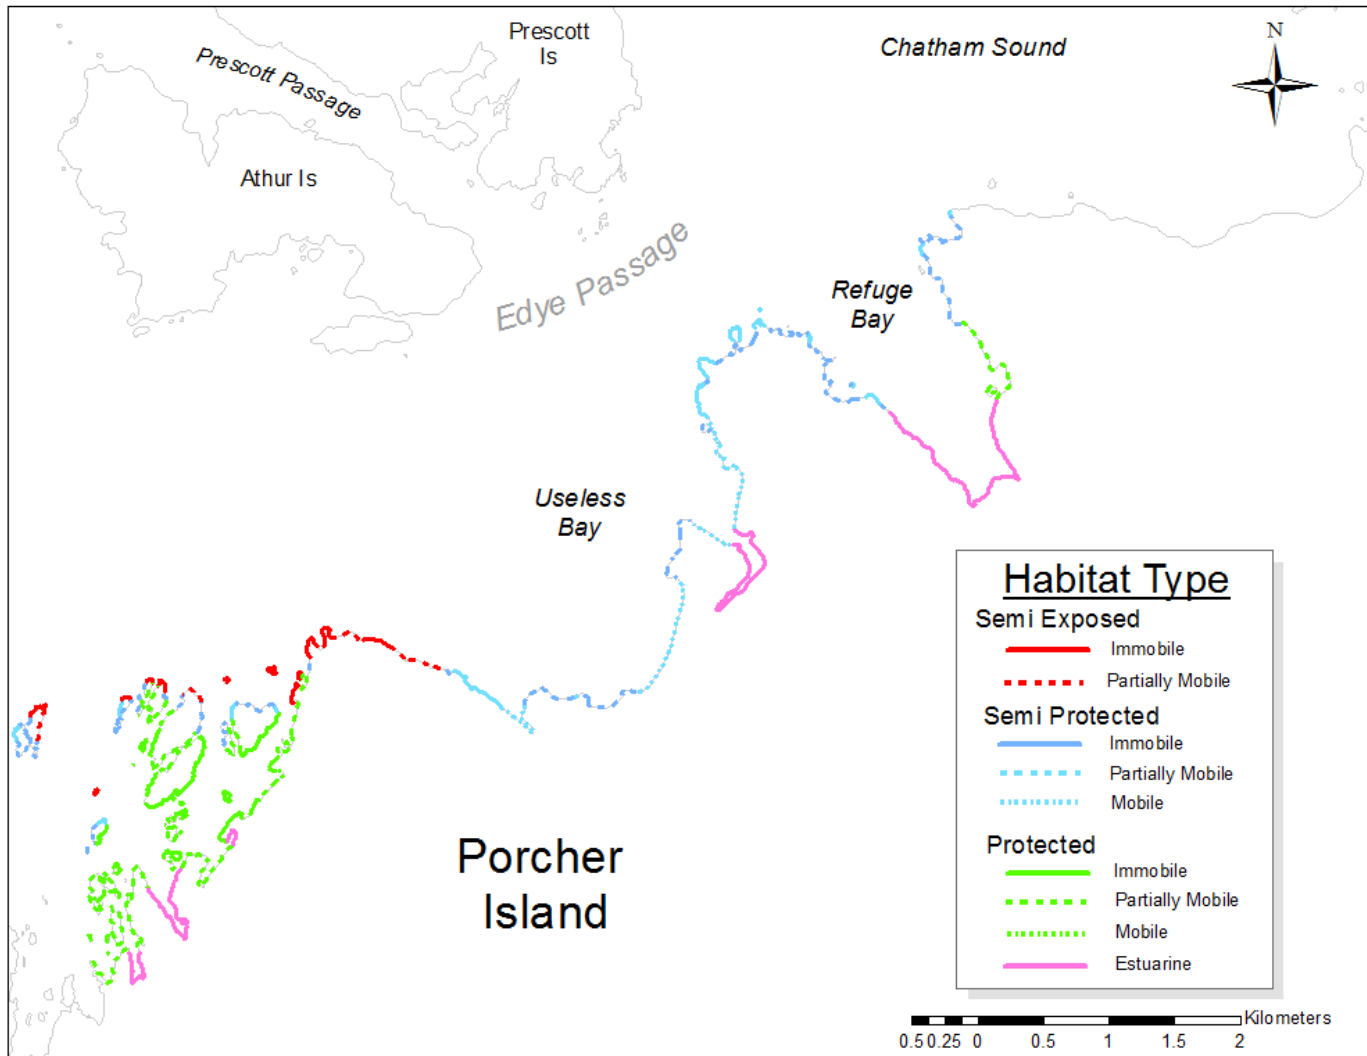 Prescott
Is
Chatham Sound
N
Prescott Passage
Athur Is
Edye Passage
Refuge
Bay
Useless
Bay
Porcher
Island
Habitat Type
Semi Exposed
Immobile
Partially Mobile
Semi Protected
Immobile
Partially Mobile
Mobile
Protected
Immobile
Partially Mobile
Mobile
Estuarine
Kilometers
0.5 0.25 0 0.5 1 1.5 2